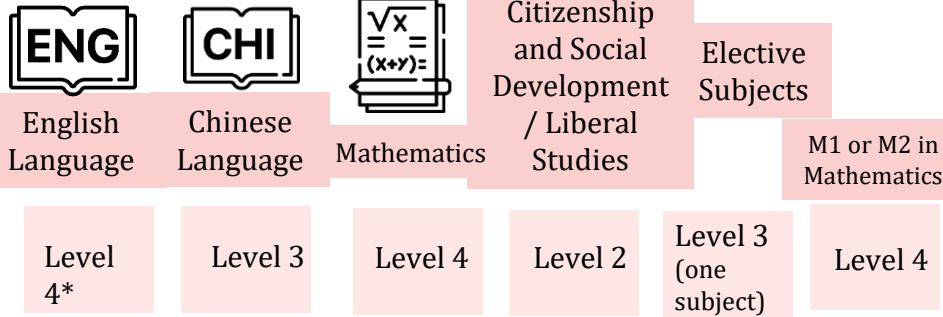 ENG
English
Language
CHI
Chinese
Language
√x
= =
(x+y)=
Mathematics
Citizenship
and Social
Development
/ Liberal
Studies
Elective
Subjects
M1 or M2 in
Mathematics
Level
4*
Level 3
Level 4
Level 2
Level 3
(one
subject)
Level 4